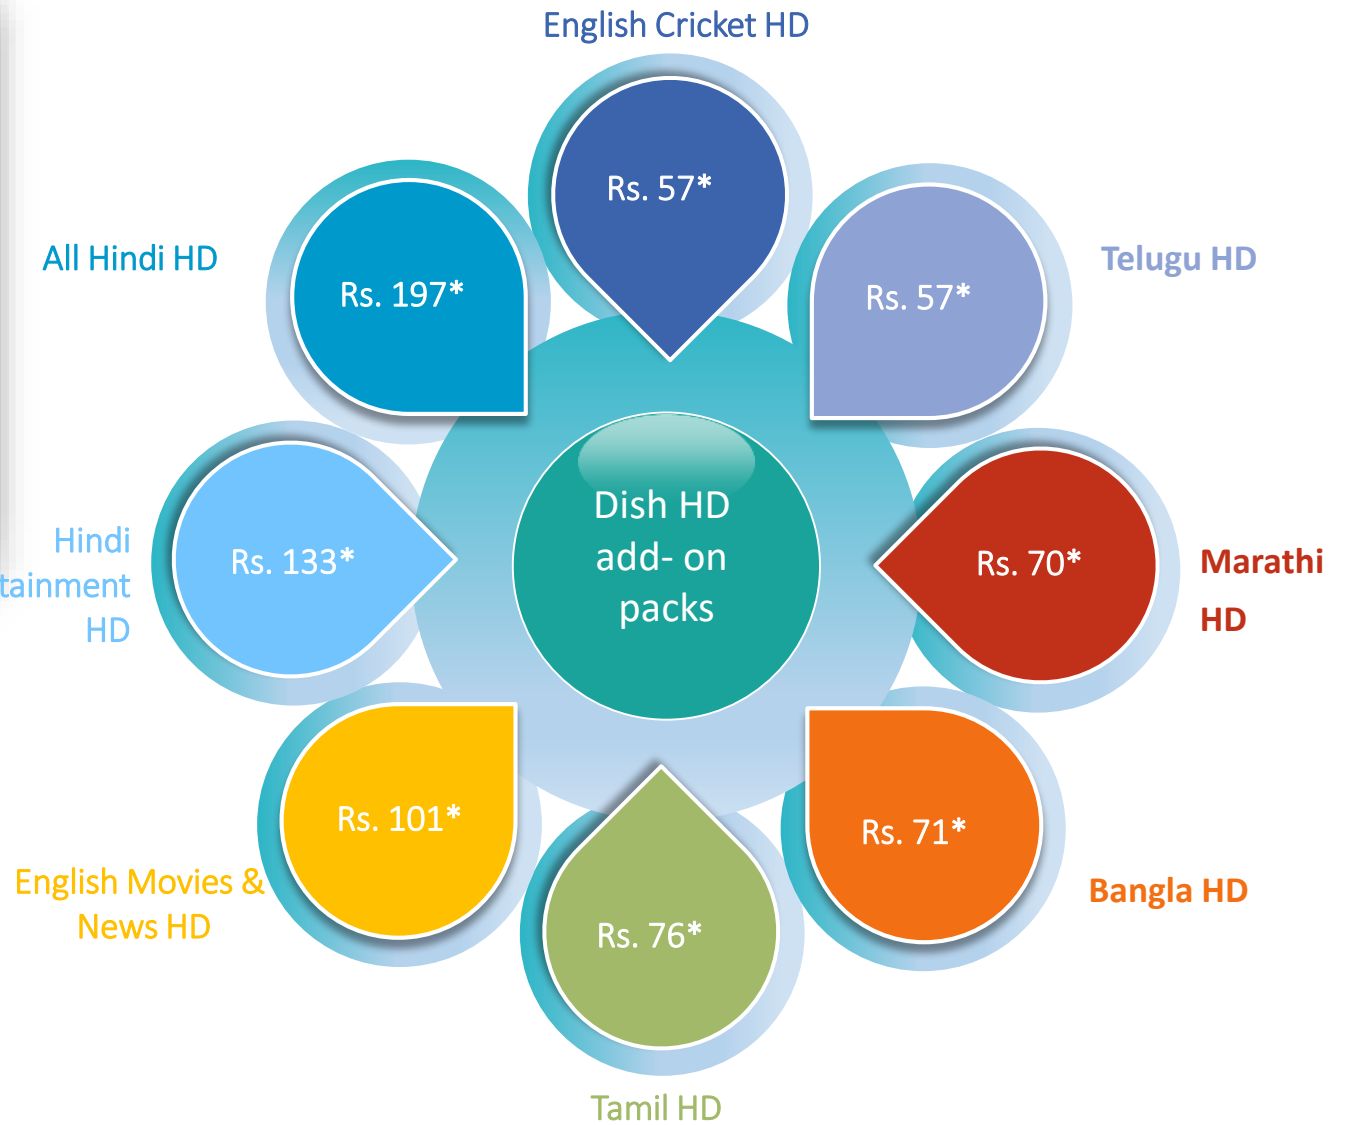 English Cricket HD
Rs. 57*
All Hindi HD
Rs. 197*
Telugu HD
Rs. 57*
Hindi
tainment
HD
Rs. 133*
Dish HD
add- on
packs
Rs. 70*
Marathi
HD
English Movies &
News HD
Rs. 101*
Rs. 71*
Bangla HD
Rs. 76*
Tamil HD